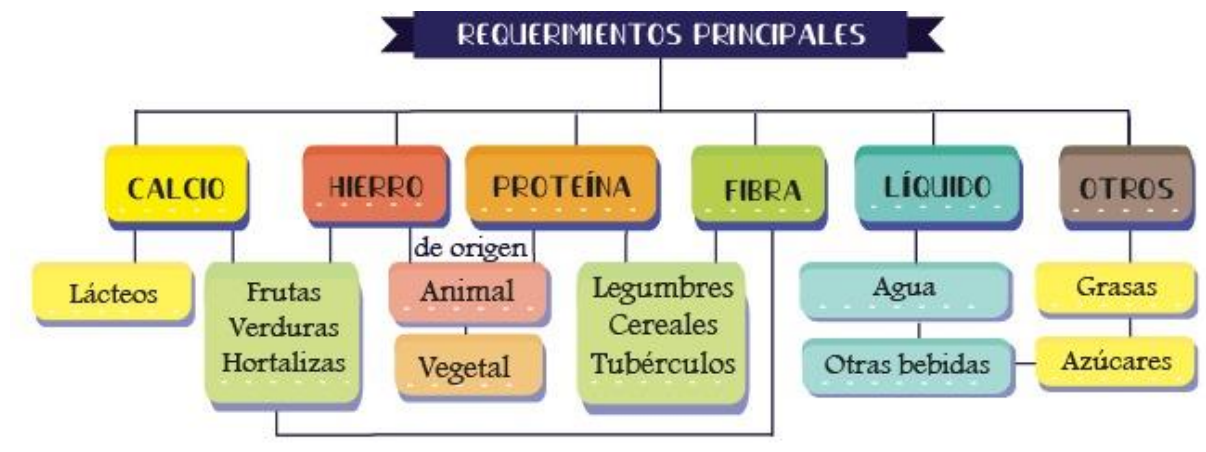 REQUERIMIENTOS PRINCIPALES
CALCIO
HIERRO
PROTEÍNA
FIBRA
LÍQUIDO
OTROS
de origen
Lácteos
Frutas
Verduras
Hortalizas
Animal
Vegetal
Legumbres
Cereales
Tubérculos
Agua
Otras bebidas
Grasas
Azúcares